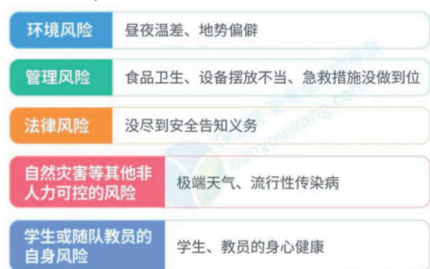 环境风险 昼夜温差、地势偏僻
管理风险 食品卫生、设备摆放不当、急救措施没做到位
法律风险 没尽到安全告知义务
自然灾害等其他非
人力可控的风险
极端天气、流行性传染病
学生或随队教员的
自身风险
学生、教员的身心健康
baoyouwang.com